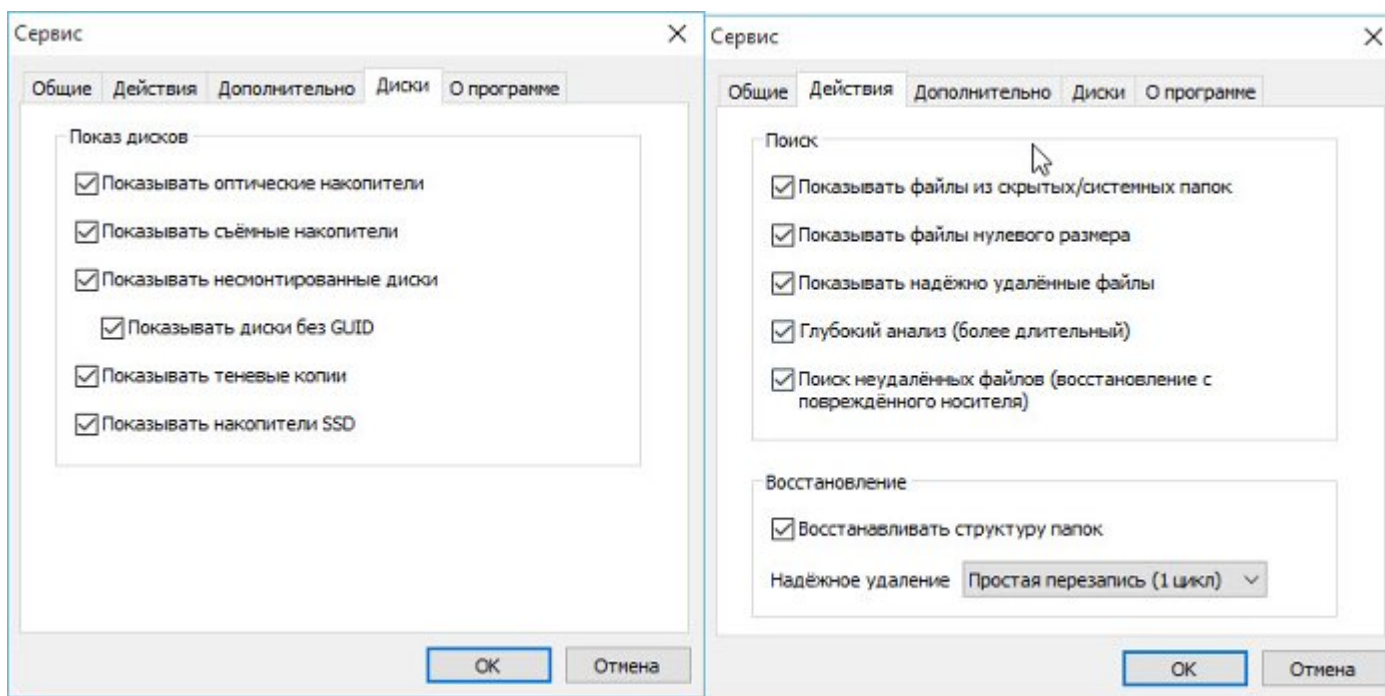 Сервис
Общие Действия Дополнительно Диски О программе
Показ дисков
Показывать оптические накопители
Показывать съёмные накопители
Показывать несмонтированные диски
Показывать диски без GUID
Показывать теневые копии
Показывать накопители SSD
OK Отмена
Сервис
Общие Действия Дополнительно Диски О программе
Поиск
Показывать файлы из скрытых/системных папок
Показывать файлы нулевого размера
Показывать надёжно удалённые файлы
Глубокий анализ (более длительный)
Поиск неудалённых файлов (восстановление с
повреждённого носителя)
Восстановление
Восстанавливать структуру папок
Надёжное удаление Простая перезапись (1 цикл)
OK Отмена